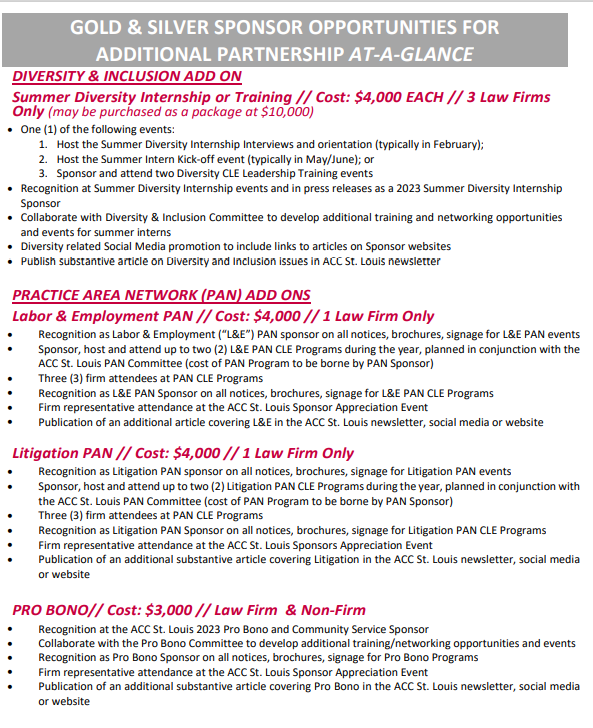 GOLD & SILVER SPONSOR OPPORTUNITIES FOR
ADDITIONAL PARTNERSHIP AT-A-GLANCE
DIVERSITY & INCLUSION ADD ON
Summer Diversity Internship or Training // Cost: $4,000 EACH // 3 Law Firms
Only (may be purchased as a package at $10,000)
• One (1) of the following events:
1. Host the Summer Diversity Internship Interviews and orientation (typically in February);
2. Host the Summer Intern Kick-off event (typically in May/June); or
3. Sponsor and attend two Diversity CLE Leadership Training events
• Recognition at Summer Diversity Internship events and in press releases as a 2023 Summer Diversity Internship
Sponsor
• Collaborate with Diversity & Inclusion Committee to develop additional training and networking opportunities
and events for summer interns
• Diversity related Social Media promotion to include links to articles on Sponsor websites
• Publish substantive article on Diversity and Inclusion issues in ACC St. Louis newsletter
PRACTICE AREA NETWORK (PAN) ADD ONS
Labor & Employment PAN // Cost: $4,000 // 1 Law Firm Only
• Recognition as Labor & Employment ("L&E") PAN sponsor on all notices, brochures, signage for L&E PAN events
• Sponsor, host and attend up to two (2) L&E PAN CLE Programs during the year, planned in conjunction with the
ACC St. Louis PAN Committee (cost of PAN Program to be borne by PAN Sponsor)
• Three (3) firm attendees at PAN CLE Programs
• Recognition as L&E PAN Sponsor on all notices, brochures, signage for L&E PAN CLE Programs
• Firm representative attendance at the ACC St. Louis Sponsor Appreciation Event
• Publication of an additional article covering L&E in the ACC St. Louis newsletter, social media or website
Litigation PAN // Cost: $4,000 // 1 Law Firm Only
• Recognition as Litigation PAN sponsor on all notices, brochures, signage for Litigation PAN events
• Sponsor, host and attend up to two (2) Litigation PAN CLE Programs during the year, planned in conjunction with
the ACC St. Louis PAN Committee (cost of PAN Program to be borne by PAN Sponsor)
• Three (3) firm attendees at PAN CLE Programs
• Recognition as Litigation PAN Sponsor on all notices, brochures, signage for Litigation PAN CLE Programs
• Firm representative attendance at the ACC St. Louis Sponsors Appreciation Event
• Publication of an additional substantive article covering Litigation in the ACC St. Louis newsletter, social media
or website
PRO BONO// Cost: $3,000 // Law Firm & Non-Firm
• Recognition at the ACC St. Louis 2023 Pro Bono and Community Service Sponsor
• Collaborate with the Pro Bono Committee to develop additional training/networking opportunities and events
• Recognition as Pro Bono Sponsor on all notices, brochures, signage for Pro Bono Programs
• Firm representative attendance at the ACC St. Louis Sponsor Appreciation Event
• Publication of an additional substantive article covering Pro Bono in the ACC St. Louis newsletter, social media
or website